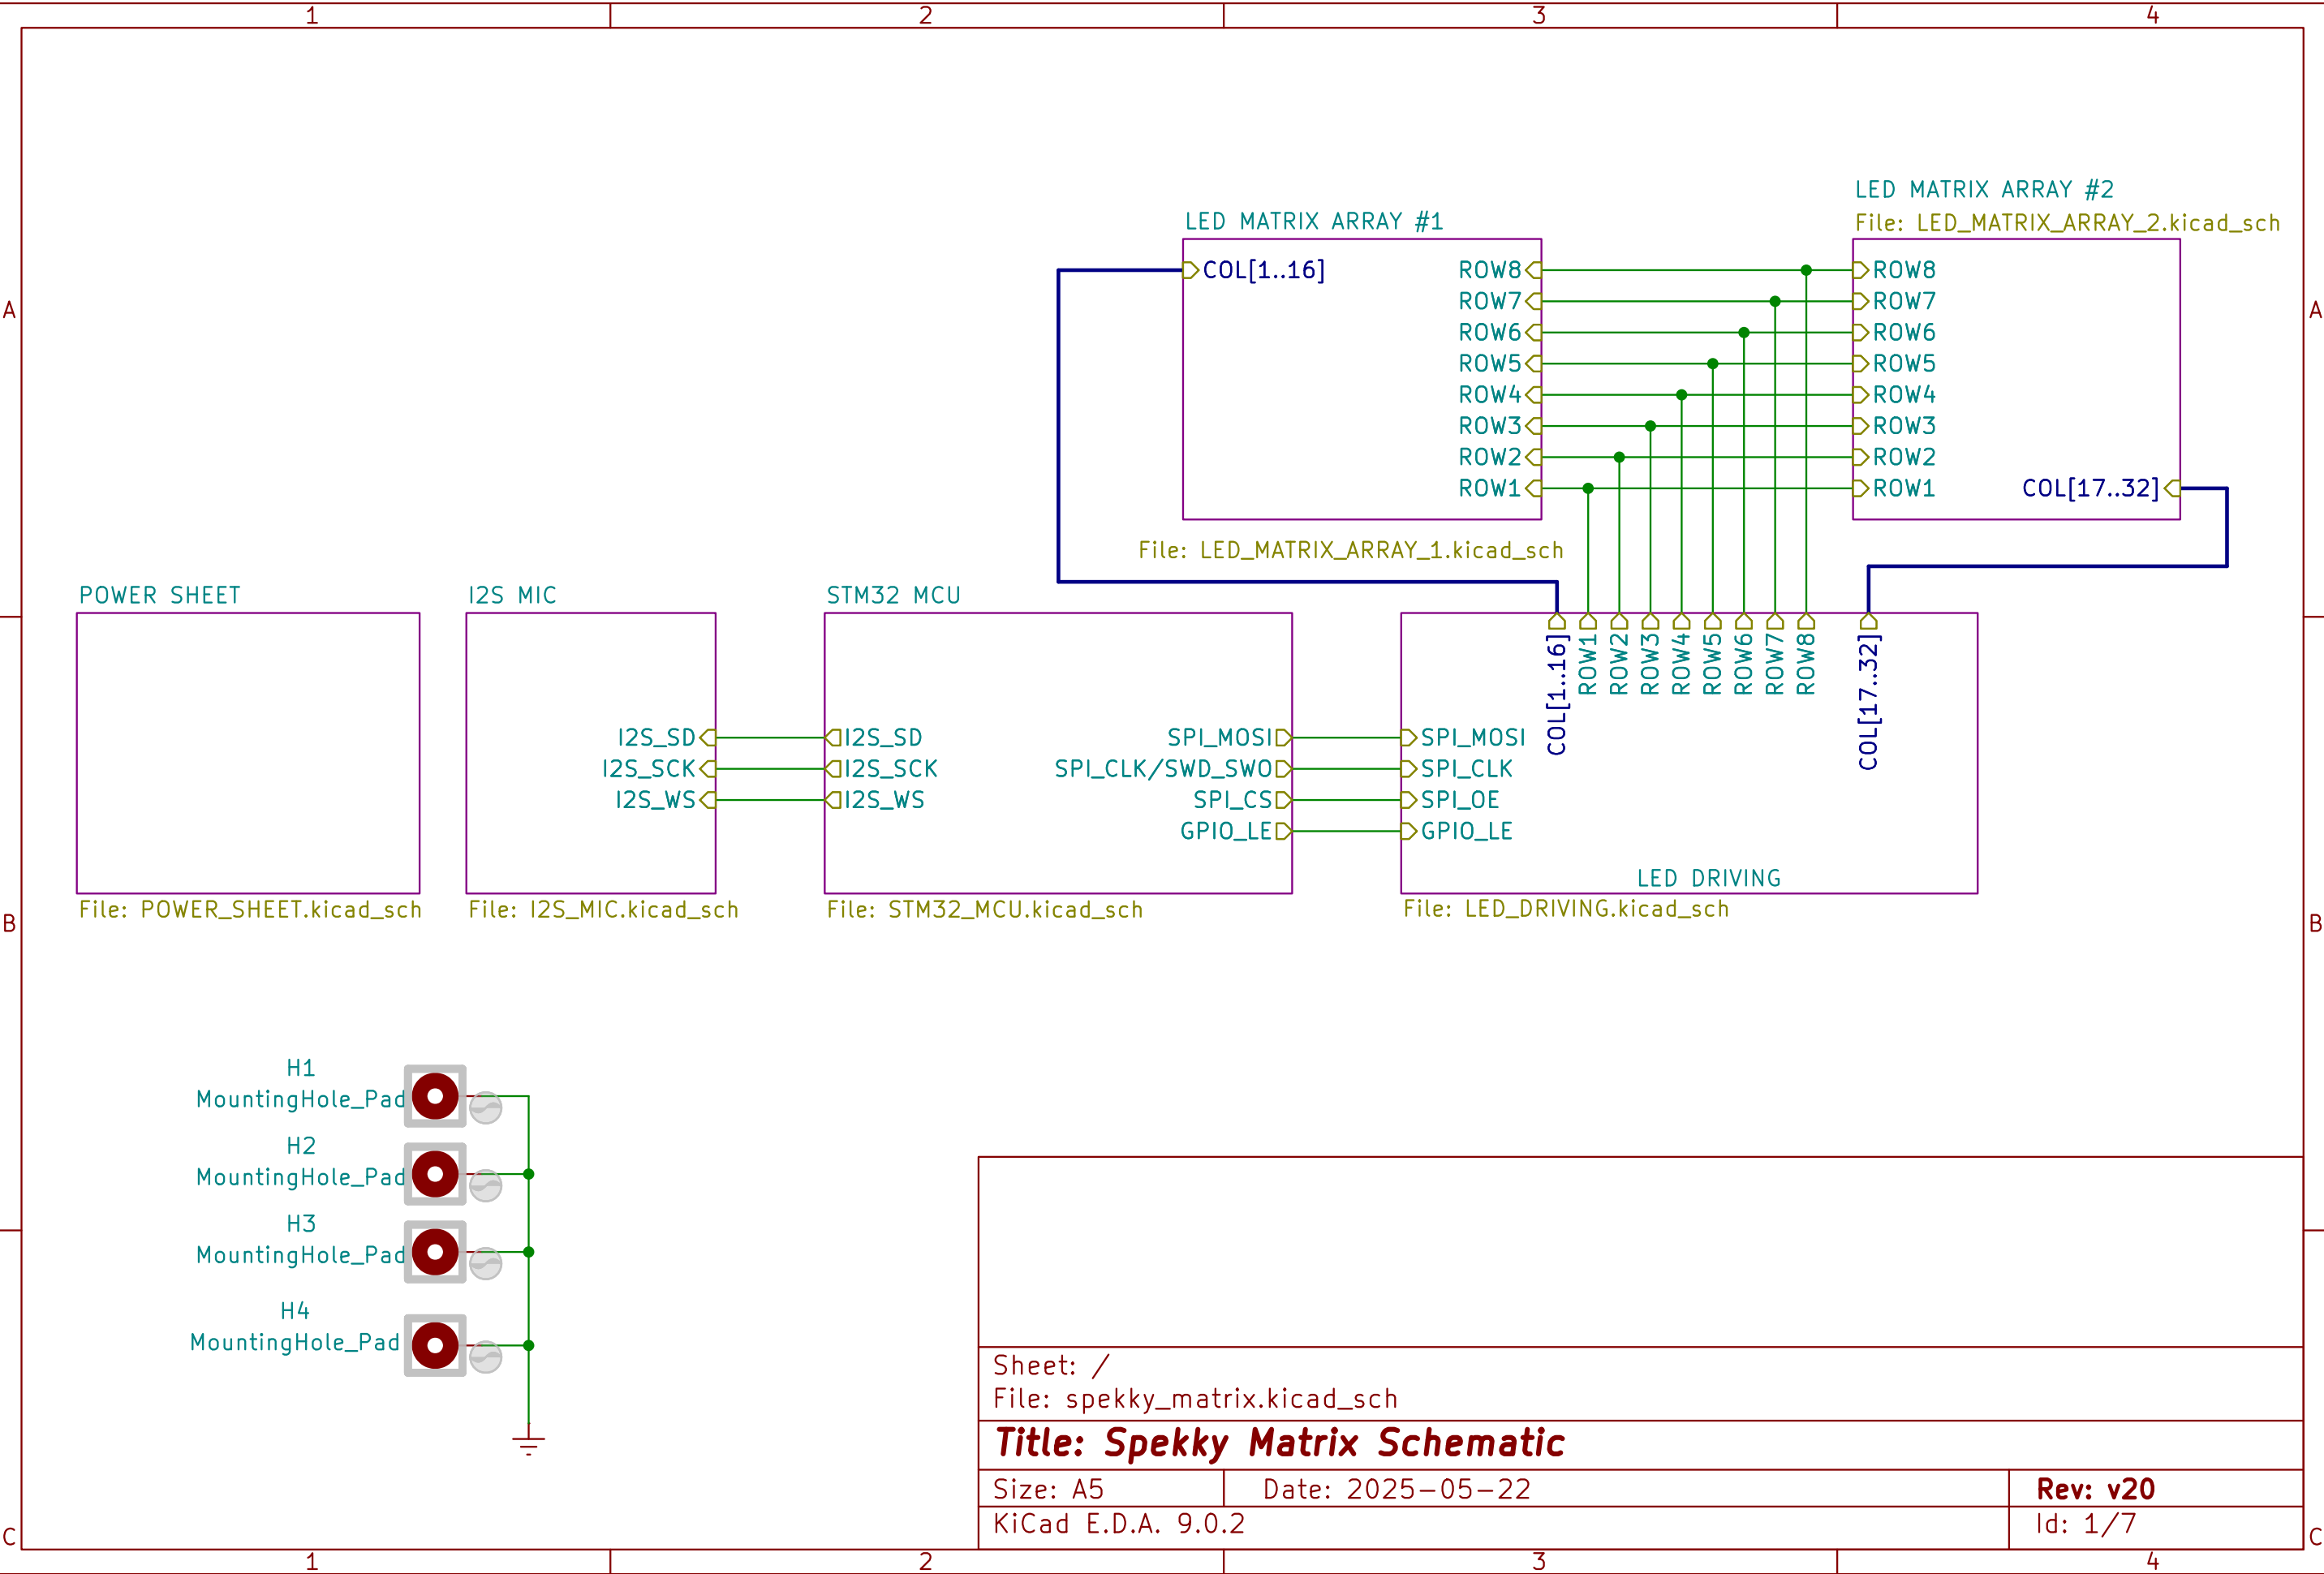 1 2 3 4
LED MATRIX ARRAY #2
LED MATRIX ARRAY #1
File: LED_MATRIX_ARRAY_2.kicad_sch
COL[1..16] ROW8 ROW8
A ROW7 ROW7 A
ROW6 ROW6
ROW5 ROW5
ROW4 ROW4
ROW3 ROW3
ROW2 ROW2
ROW1 ROW1 COL[17..32]
File: LED_MATRIX_ARRAY_1.kicad_sch
POWER SHEET I2S MIC STM32 MCU
COL[1..16] ROW1 ROW2 ROW3 ROW4 ROW5 ROW6 ROW7 ROW8 COL[17..32]
I2S_SD I2S_SD SPI_MOSI SPI_MOSI
I2S_SCK I2S_SCK SPI_CLK/SWD_SWO SPI_CLK
I2S_WS I2S_WS SPI_CS SPI_OE
GPIO_LE GPIO_LE
LED DRIVING
File: POWER_SHEET.kicad_sch File: I2S_MIC.kicad_sch File: STM32_MCU.kicad_sch File: LED_DRIVING.kicad_sch
B B
H1
MountingHole_Pad
H2
MountingHole_Pad
H3
MountingHole_Pad
H4
MountingHole_Pad
Sheet: /
File: spekky_matrix.kicad_sch
Title: Spekky Matrix Schematic
Size: A5 Date: 2025-05-22 Rev: v20
KiCad E.D.A. 9.0.2 Id: 1/7
C C
1 2 3 4